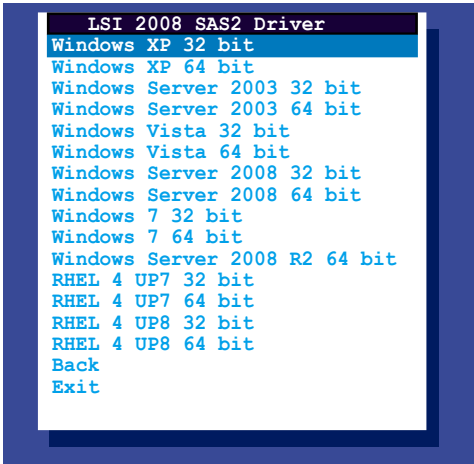 LSI 2008 SAS2 Driver
Windows XP 32 bit
Windows XP 64 bit
Windows Server 2003 32 bit
Windows Server 2003 64 bit
Windows Vista 32 bit
Windows Vista 64 bit
Windows Server 2008 32 bit
Windows Server 2008 64 bit
Windows 7 32 bit
Windows 7 64 bit
Windows Server 2008 R2 64 bit
RHEL 4 UP7 32 bit
RHEL 4 UP7 64 bit
RHEL 4 UP8 32 bit
RHEL 4 UP8 64 bit
Back
Exit